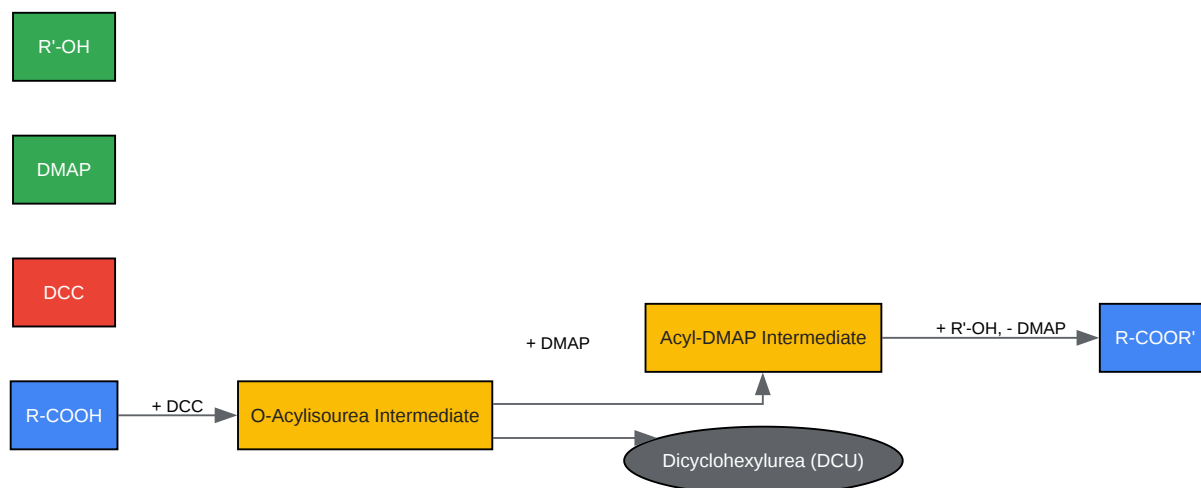 R'-OH
DMAP
DCC
R-COOH
+ DCC
O-Acylisourea Intermediate
+ DMAP
Acyl-DMAP Intermediate
Dicyclohexylurea (DCU)
+ R'-OH, - DMAP
R-COOR'